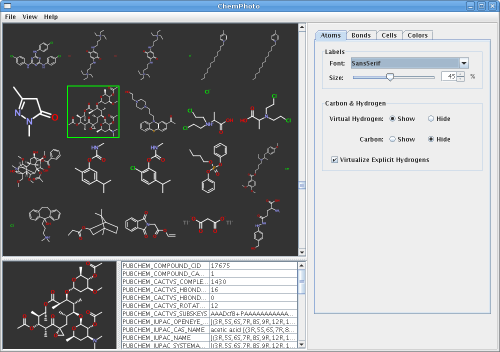 ChemPhoto
File View Help
Atoms Bonds Cells Colors
Labels
Font: SansSerif
Size: 45 %
Carbon & Hydrogen
Virtual Hydrogen: Show Hide
Carbon: Show Hide
Virtualize Explicit Hydrogens
PUBCHEM_COMPOUND_CID 17675
PUBCHEM_COMPOUND_CA... 1
PUBCHEM_CACTVS_COMPLE... 1430
PUBCHEM_CACTVS_HBOND... 16
PUBCHEM_CACTVS_HBOND... 0
PUBCHEM_CACTVS_ROTAT... 12
PUBCHEM_CACTVS_SUBSKEYS AAADcfB+PAAAAAAAAAAAA...
PUBCHEM_IUPAC_OPENEYE_... [(3R,5S,6S,7R,8S,9R,12R,1...
PUBCHEM_IUPAC_CAS_NAME acetic acid [(3R,5S,6S,7R,8...
PUBCHEM_IUPAC_NAME [(3R,5S,6S,7R,8S,9R,12R,1...
PUBCHEM_IUPAC_SYSTEMA... [(3R,5S,6S,7R,8S,9R,12R,1...